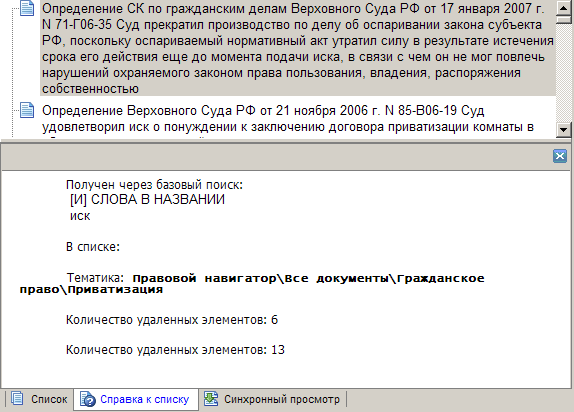 Определение СК по гражданским делам Верховного Суда РФ от 17 января 2007 г.
N 71-Г06-35 Суд прекратил производство по делу об оспаривании закона субъекта
РФ, поскольку оспариваемый нормативный акт утратил силу в результате истечения
срока его действия еще до момента подачи иска, в связи с чем он не мог повлечь
нарушений охраняемого законом права пользования, владения, распоряжения
собственностью
Определение Верховного Суда РФ от 21 ноября 2006 г. N 85-В06-19 Суд
удовлетворил иск о понуждении к заключению договора приватизации комнаты в
Получен через базовый поиск:
[И] СЛОВА В НАЗВАНИИ
иск
В списке:
Тематика: Правовой навигатор\Все документы\Гражданское
право\Приватизация
Количество удаленных элементов: 6
Количество удаленных элементов: 13
Список Справка к списку Синхронный просмотр